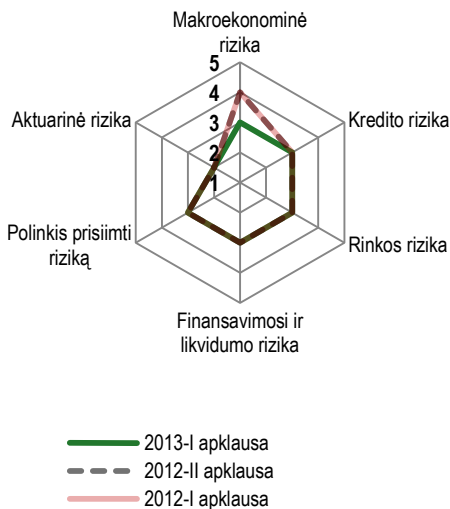 Makroekonominė
rizika
5
4
3
2
1
Aktuarinė rizika
Kredito rizika
Polinkis prisiimti
riziką
Rinkos rizika
Finansavimosi ir
likvidumo rizika
2013-I apklausa
2012-II apklausa
2012-I apklausa